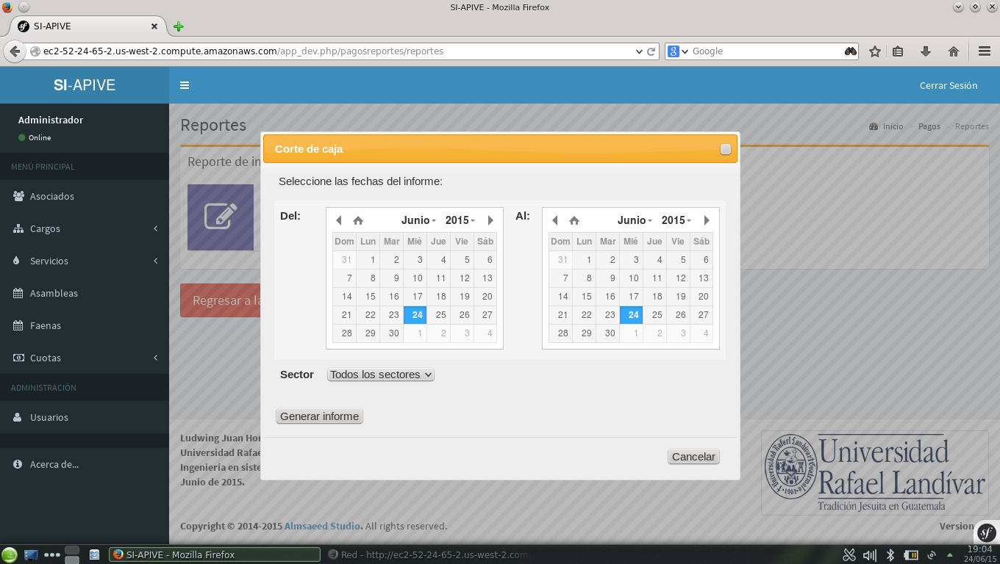 SI-APIVE - Mozilla Firefox
SI-APIVE
ec2-52-24-65-2.us-west-2.compute.amazonaws.com/app_dev.php/pagosreportes/reportes
Google
SI-APIVE
Cerrar Sesión
Administrador
Online
MENÚ PRINCIPAL
Asociados
Cargos
Servicios
Asambleas
Faenas
Cuotas
ADMINISTRACIÓN
Usuarios
Acerca de...
Reportes
Inicio > Pagos > Reportes
Reporte de in
Regresar a la
Corte de caja
Seleccione las fechas del informe:
Del:
Junio 2015
Dom Lun Mar Mié Jue Vie Sáb
31 1 2 3 4 5 6
7 8 9 10 11 12 13
14 15 16 17 18 19 20
21 22 23 24 25 26 27
28 29 30 1 2 3 4
Al:
Junio 2015
Dom Lun Mar Mié Jue Vie Sáb
31 1 2 3 4 5 6
7 8 9 10 11 12 13
14 15 16 17 18 19 20
21 22 23 24 25 26 27
28 29 30 1 2 3 4
Sector Todos los sectores
Generar informe
Cancelar
Ludwing Juan Hor
Universidad Rafae
Ingeniería en siste
Junio de 2015.
Universidad
Rafael Landívar
Tradición Jesuita en Guatemala
1961
Copyright © 2014-2015 Almsaeed Studio. All rights reserved.
Version
SI-APIVE - Mozilla Firefox
Red - http://ec2-52-24-65-2.us-west-2.com
19:04
24/06/15